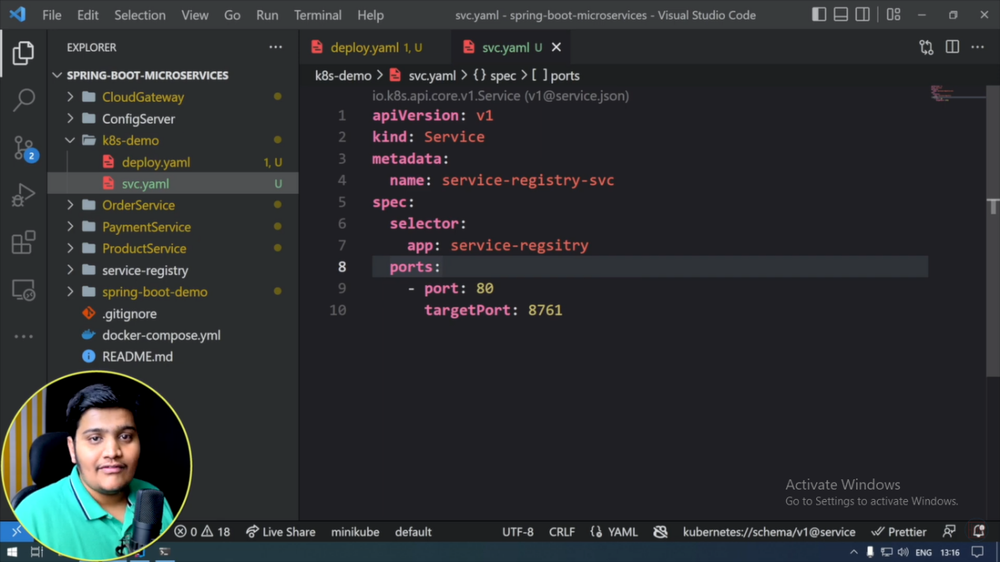 File Edit Selection View Go Run Terminal Help svc.yaml - spring-boot-microservices - Visual Studio Code
EXPLORER
SPRING-BOOT-MICROSERVICES
CloudGateway
ConfigServer
k8s-demo
deploy.yaml 1, U
svc.yaml U
OrderService
PaymentService
ProductService
service-registry
spring-boot-demo
.gitignore
docker-compose.yml
README.md
2
deploy.yaml 1, U svc.yaml U
k8s-demo > svc.yaml > {} spec > [ ] ports
io.k8s.api.core.v1.Service (v1@service.json)
1 apiVersion: v1
2 kind: Service
3 metadata:
4 name: service-registry-svc
5 spec:
6 selector:
7 app: service-regsitry
8 ports:
9 - port: 80
10 targetPort: 8761
Activate Windows
Go to Settings to activate Windows.
0 18 Live Share minikube default UTF-8 CRLF {} YAML kubernetes://schema/v1@service Prettier
ENG 13:16